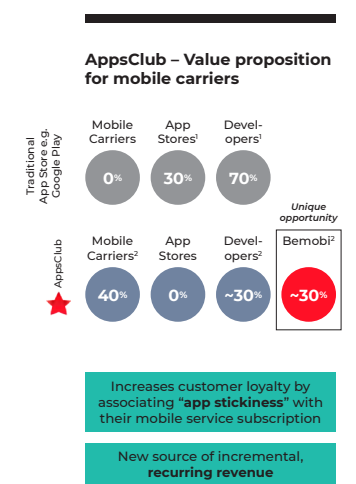 AppsClub – Value proposition
for mobile carriers
Traditional
App Store e.g.
Google Play
Mobile
Carriers
App
Stores¹
Devel-
opers¹
0%
30%
70%
Unique
opportunity
AppsClub
Mobile
Carriers²
App
Stores
Devel-
opers²
Bemobi²
40%
0%
~30%
~30%
Increases customer loyalty by
associating “app stickiness” with
their mobile service subscription
New source of incremental,
recurring revenue